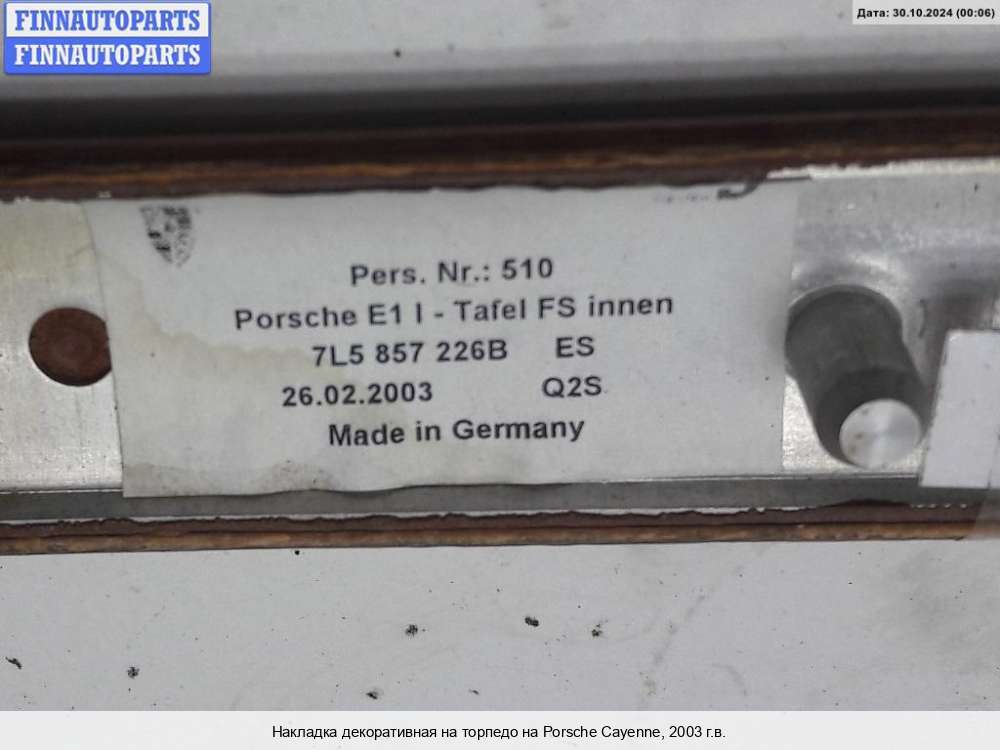 FINNAUTOPARTS
FINNAUTOPARTS
Дата: 30.10.2024 (00:06)
Pers. Nr.: 510
Porsche E1 I - Tafel FS innen
7L5 857 226B ES
26.02.2003 Q2S
Made in Germany
Накладка декоративная на торпедо на Porsche Cayenne, 2003 г.в.